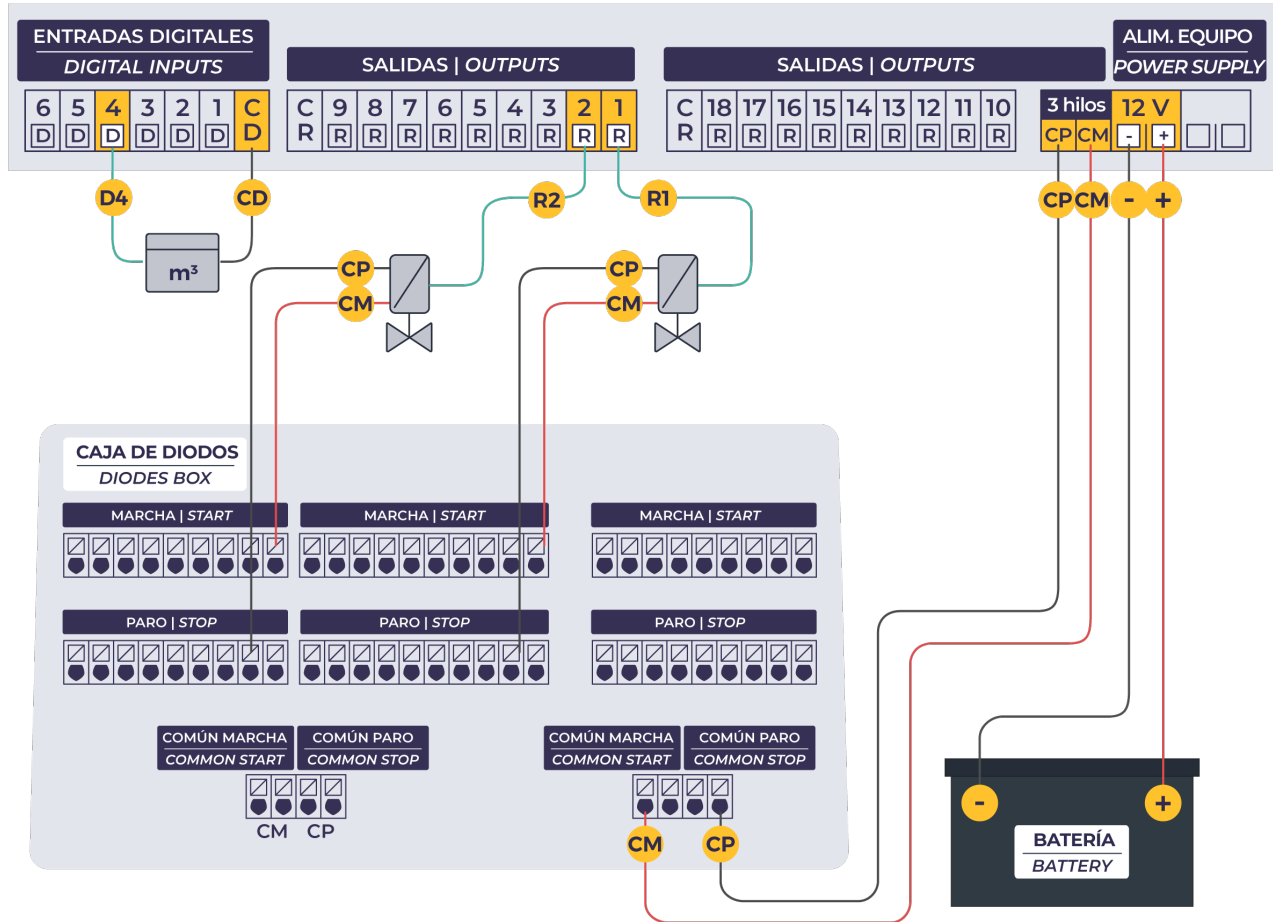 ENTRADAS DIGITALES
DIGITAL INPUTS
SALIDAS | OUTPUTS
SALIDAS | OUTPUTS
ALIM. EQUIPO
POWER SUPPLY
6 5 4 3 2 1 C D
D D D D D D
C R 9 8 7 6 5 4 3 2 1
R R R R R R R R R
C R 18 17 16 15 14 13 12 11 10
R R R R R R R R R
3 hilos 12 V
CP CM - +
D4 CD R2 R1 CP CM - +
m³
CP CP
CM CM
CAJA DE DIODOS
DIODES BOX
MARCHA | START MARCHA | START MARCHA | START
PARO | STOP PARO | STOP PARO | STOP
COMÚN MARCHA COMÚN PARO COMÚN MARCHA COMÚN PARO
COMMON START COMMON STOP COMMON START COMMON STOP
CM CP
CM CP
- +
BATERÍA
BATTERY